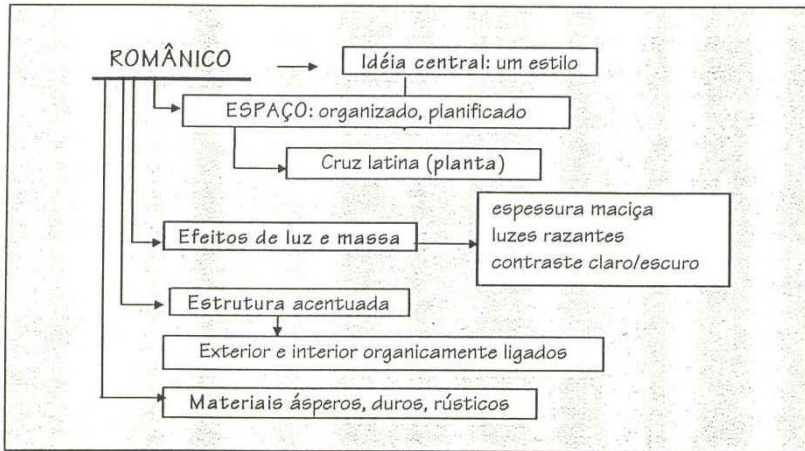 ROMÂNICO
Idéia central: um estilo
ESPAÇO: organizado, planificado
Cruz latina (planta)
Efeitos de luz e massa
espessura maciça
luzes razantes
contraste claro/escuro
Estrutura acentuada
Exterior e interior organicamente ligados
Materiais ásperos, duros, rústicos